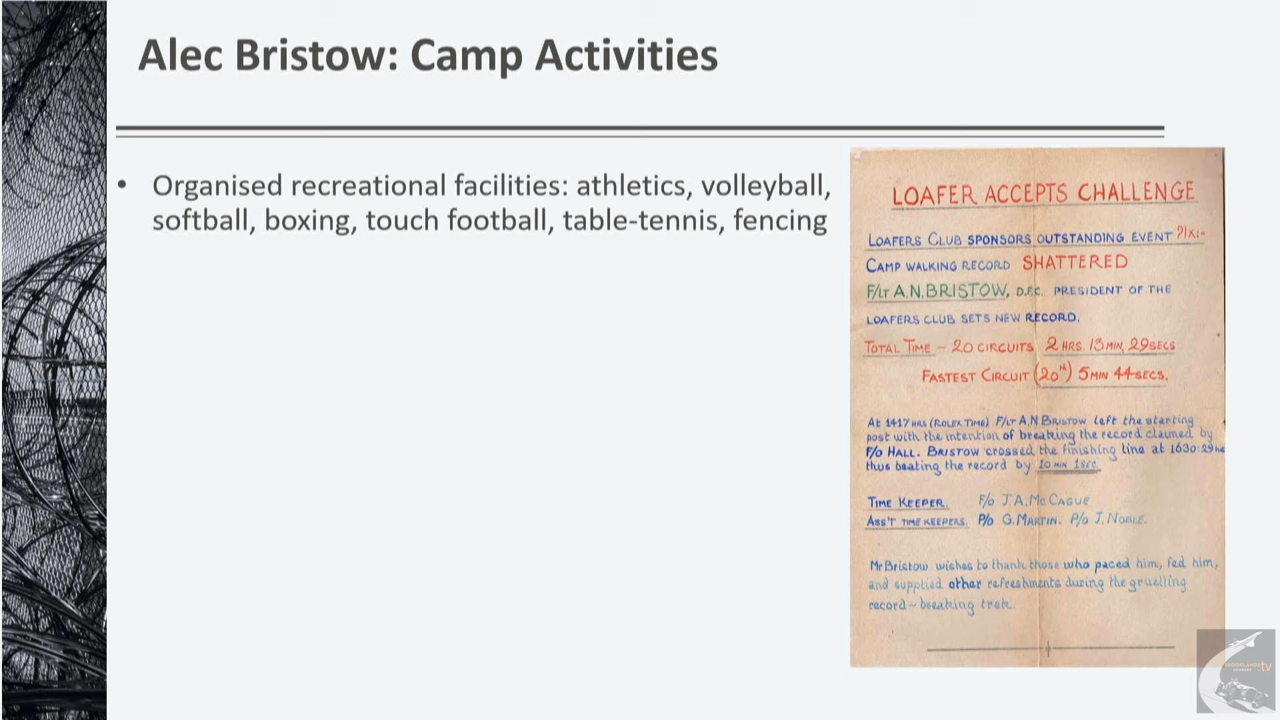 Alec Bristow: Camp Activities
• Organised recreational facilities: athletics, volleyball,
softball, boxing, touch football, table-tennis, fencing
LOAFER ACCEPTS CHALLENGE
LOAFERS CLUB SPONSORS OUTSTANDING EVENT
CAMP WALKING RECORD SHATTERED
F/LT A.N.BRISTOW, D.F.C. PRESIDENT OF THE
LOAFERS CLUB SETS NEW RECORD.
TOTAL TIME – 20 CIRCUITS 2 HRS. 13 MIN, 29 SECS
FASTEST CIRCUIT (20TH) 5 MIN 44 SECS.
At 1417 HRS (ROLEX TIME) F/LT A.N BRISTOW left the starting
post with the intention of breaking the record claimed by
F/O HALL. BRISTOW crossed the finishing line at 1630:29
thus beating the record by 10 MIN 1 SEC.
TIME KEEPER. F/O J.A.McCAGUE
ASS'T TIME KEEPERS. P/O G.MARTIN. P/O J.NOBLE.
Mr Bristow wishes to thank those who paced him, fed him,
and supplied other refreshments during the gruelling
record – breaking trek.
BROOKLANDS
.tv